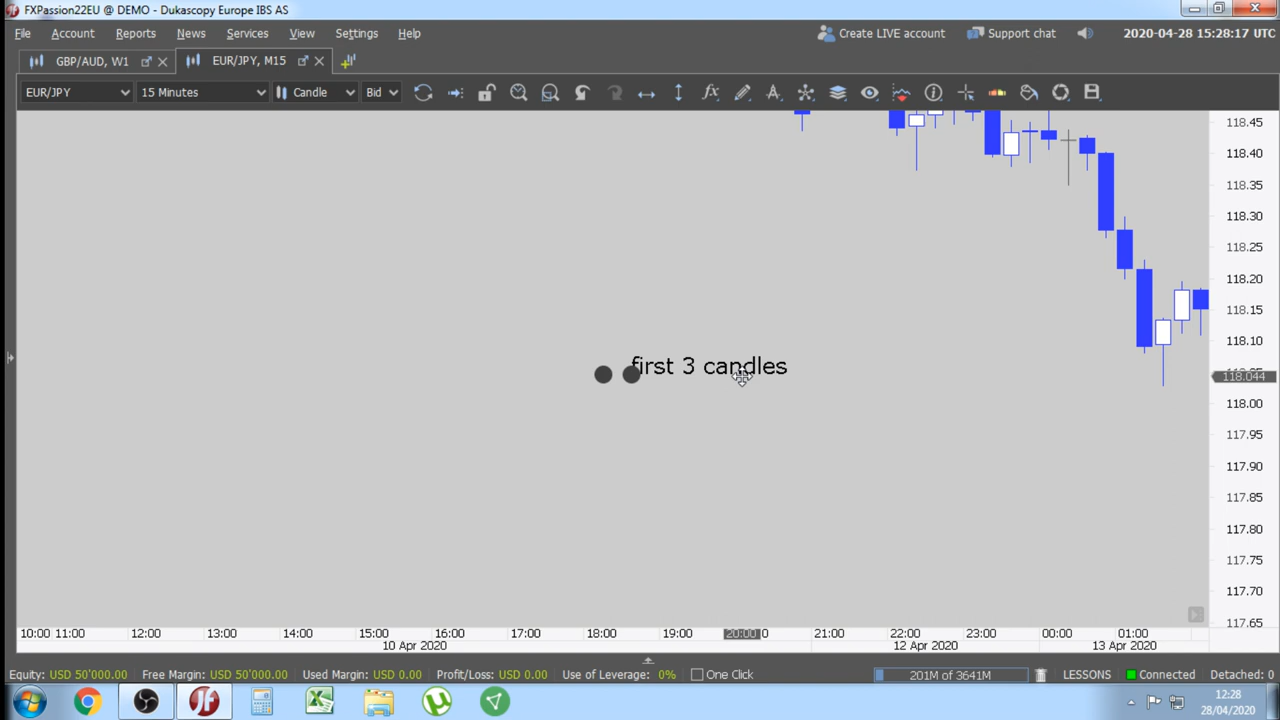 FXPassion22EU @ DEMO - Dukascopy Europe IBS AS
File Account Reports News Services View Settings Help
Create LIVE account Support chat 2020-04-28 15:28:17 UTC
GBP/AUD, W1 EUR/JPY, M15
EUR/JPY 15 Minutes Candle Bid
118.45
118.40
118.35
118.30
118.25
118.20
118.15
118.10
first 3 candles
118.044
118.00
117.95
117.90
117.85
117.80
117.75
117.70
117.65
10:00 11:00 12:00 13:00 14:00 15:00 16:00 17:00 18:00 19:00 20:00 21:00 22:00 23:00 00:00 01:00
10 Apr 2020 12 Apr 2020 13 Apr 2020
Equity: USD 50'000.00 Free Margin: USD 50'000.00 Used Margin: USD 0.00 Profit/Loss: USD 0.00 Use of Leverage: 0% One Click 201M of 3641M LESSONS Connected Detached: 0
12:28
28/04/2020